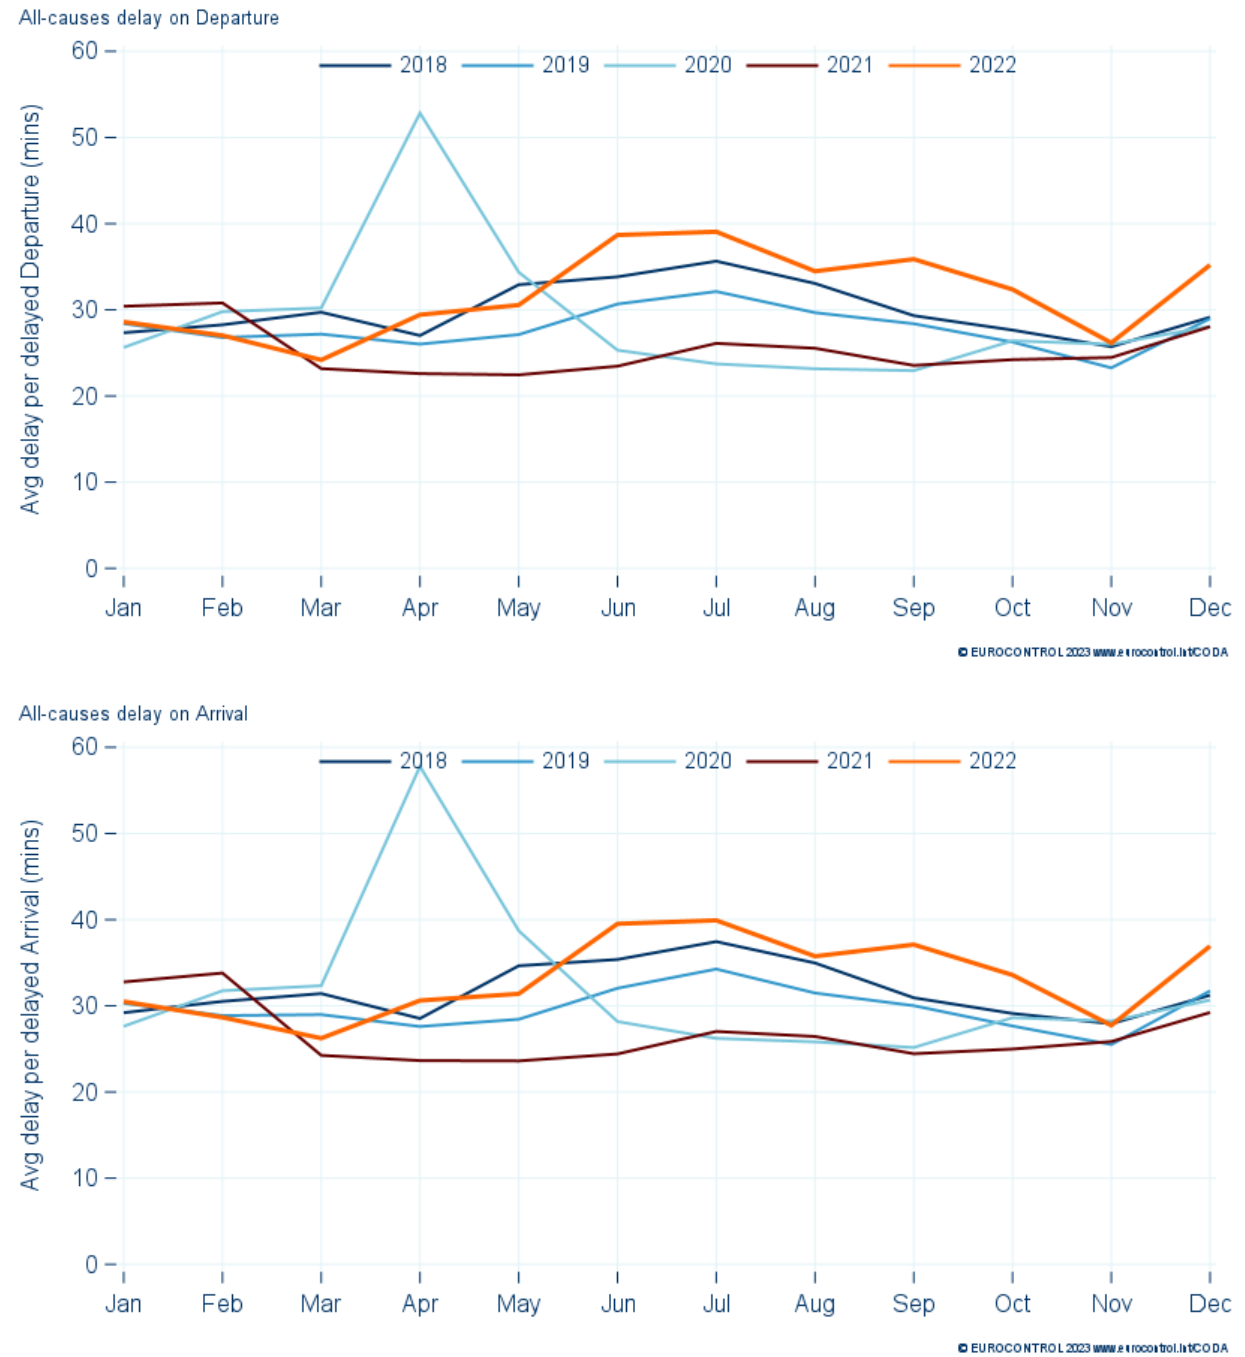 All-causes delay on Departure
60
2018 2019 2020 2021 2022
50
40
30
20
10
0
Avg delay per delayed Departure (mins)
Jan Feb Mar Apr May Jun Jul Aug Sep Oct Nov Dec
© EUROCONTROL 2023 www.eurocontrol.int/CODA
All-causes delay on Arrival
60
2018 2019 2020 2021 2022
50
40
30
20
10
0
Avg delay per delayed Arrival (mins)
Jan Feb Mar Apr May Jun Jul Aug Sep Oct Nov Dec
© EUROCONTROL 2023 www.eurocontrol.int/CODA